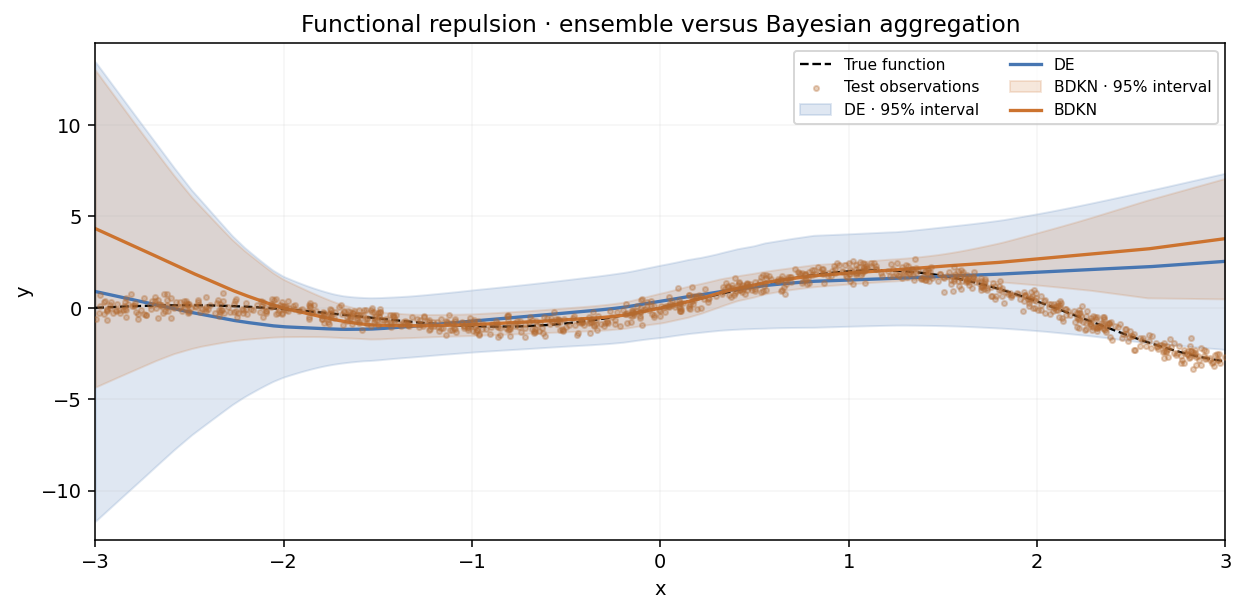 Functional repulsion · ensemble versus Bayesian aggregation
True function
Test observations
DE · 95% interval
DE
BDKN · 95% interval
BDKN
y
10
5
0
−5
−10
−3
−2
−1
0
1
2
3
x